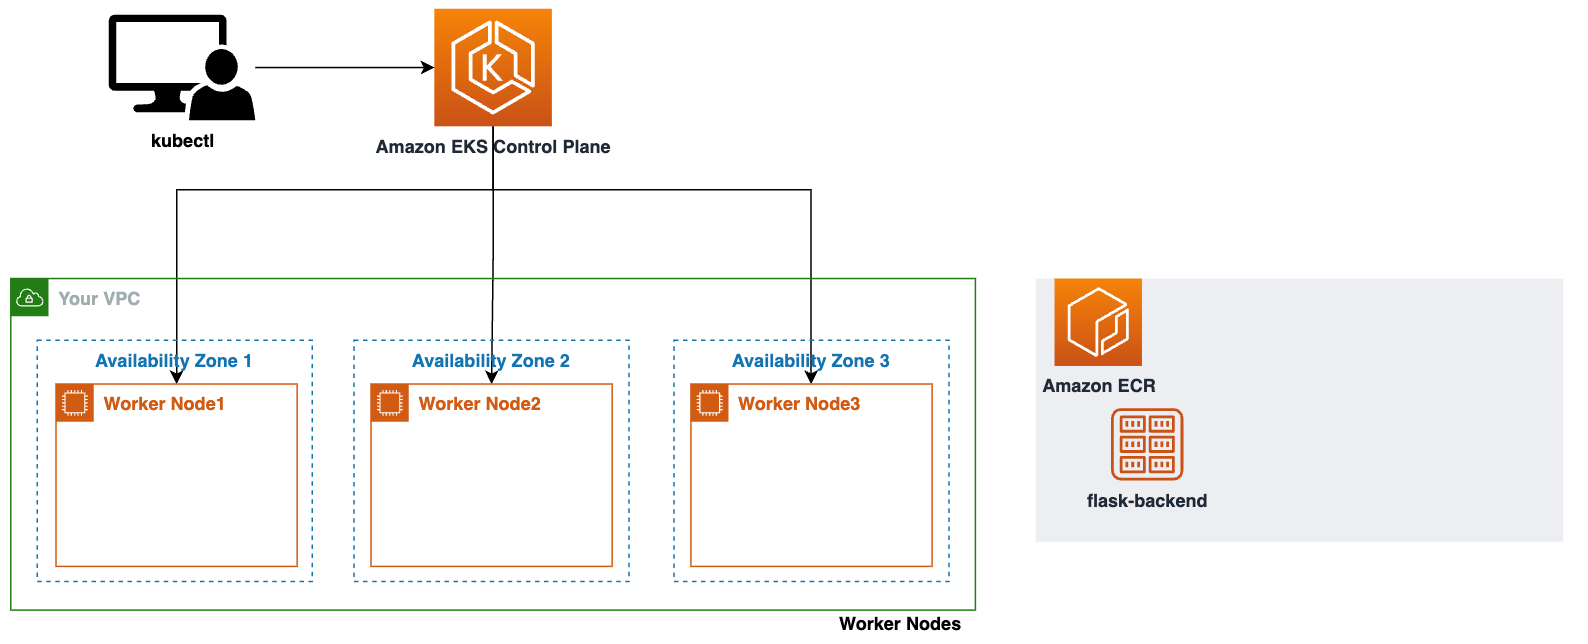 kubectl
K
Amazon EKS Control Plane
Your VPC
Availability Zone 1
Availability Zone 2
Availability Zone 3
Worker Node1
Worker Node2
Worker Node3
Amazon ECR
flask-backend
Worker Nodes